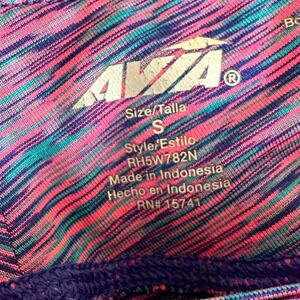 AVIA®
Size/Talla
S
Style/Estilo
RH5W782N
Made in Indonesia
Hecho en Indonesia
RN# 15741